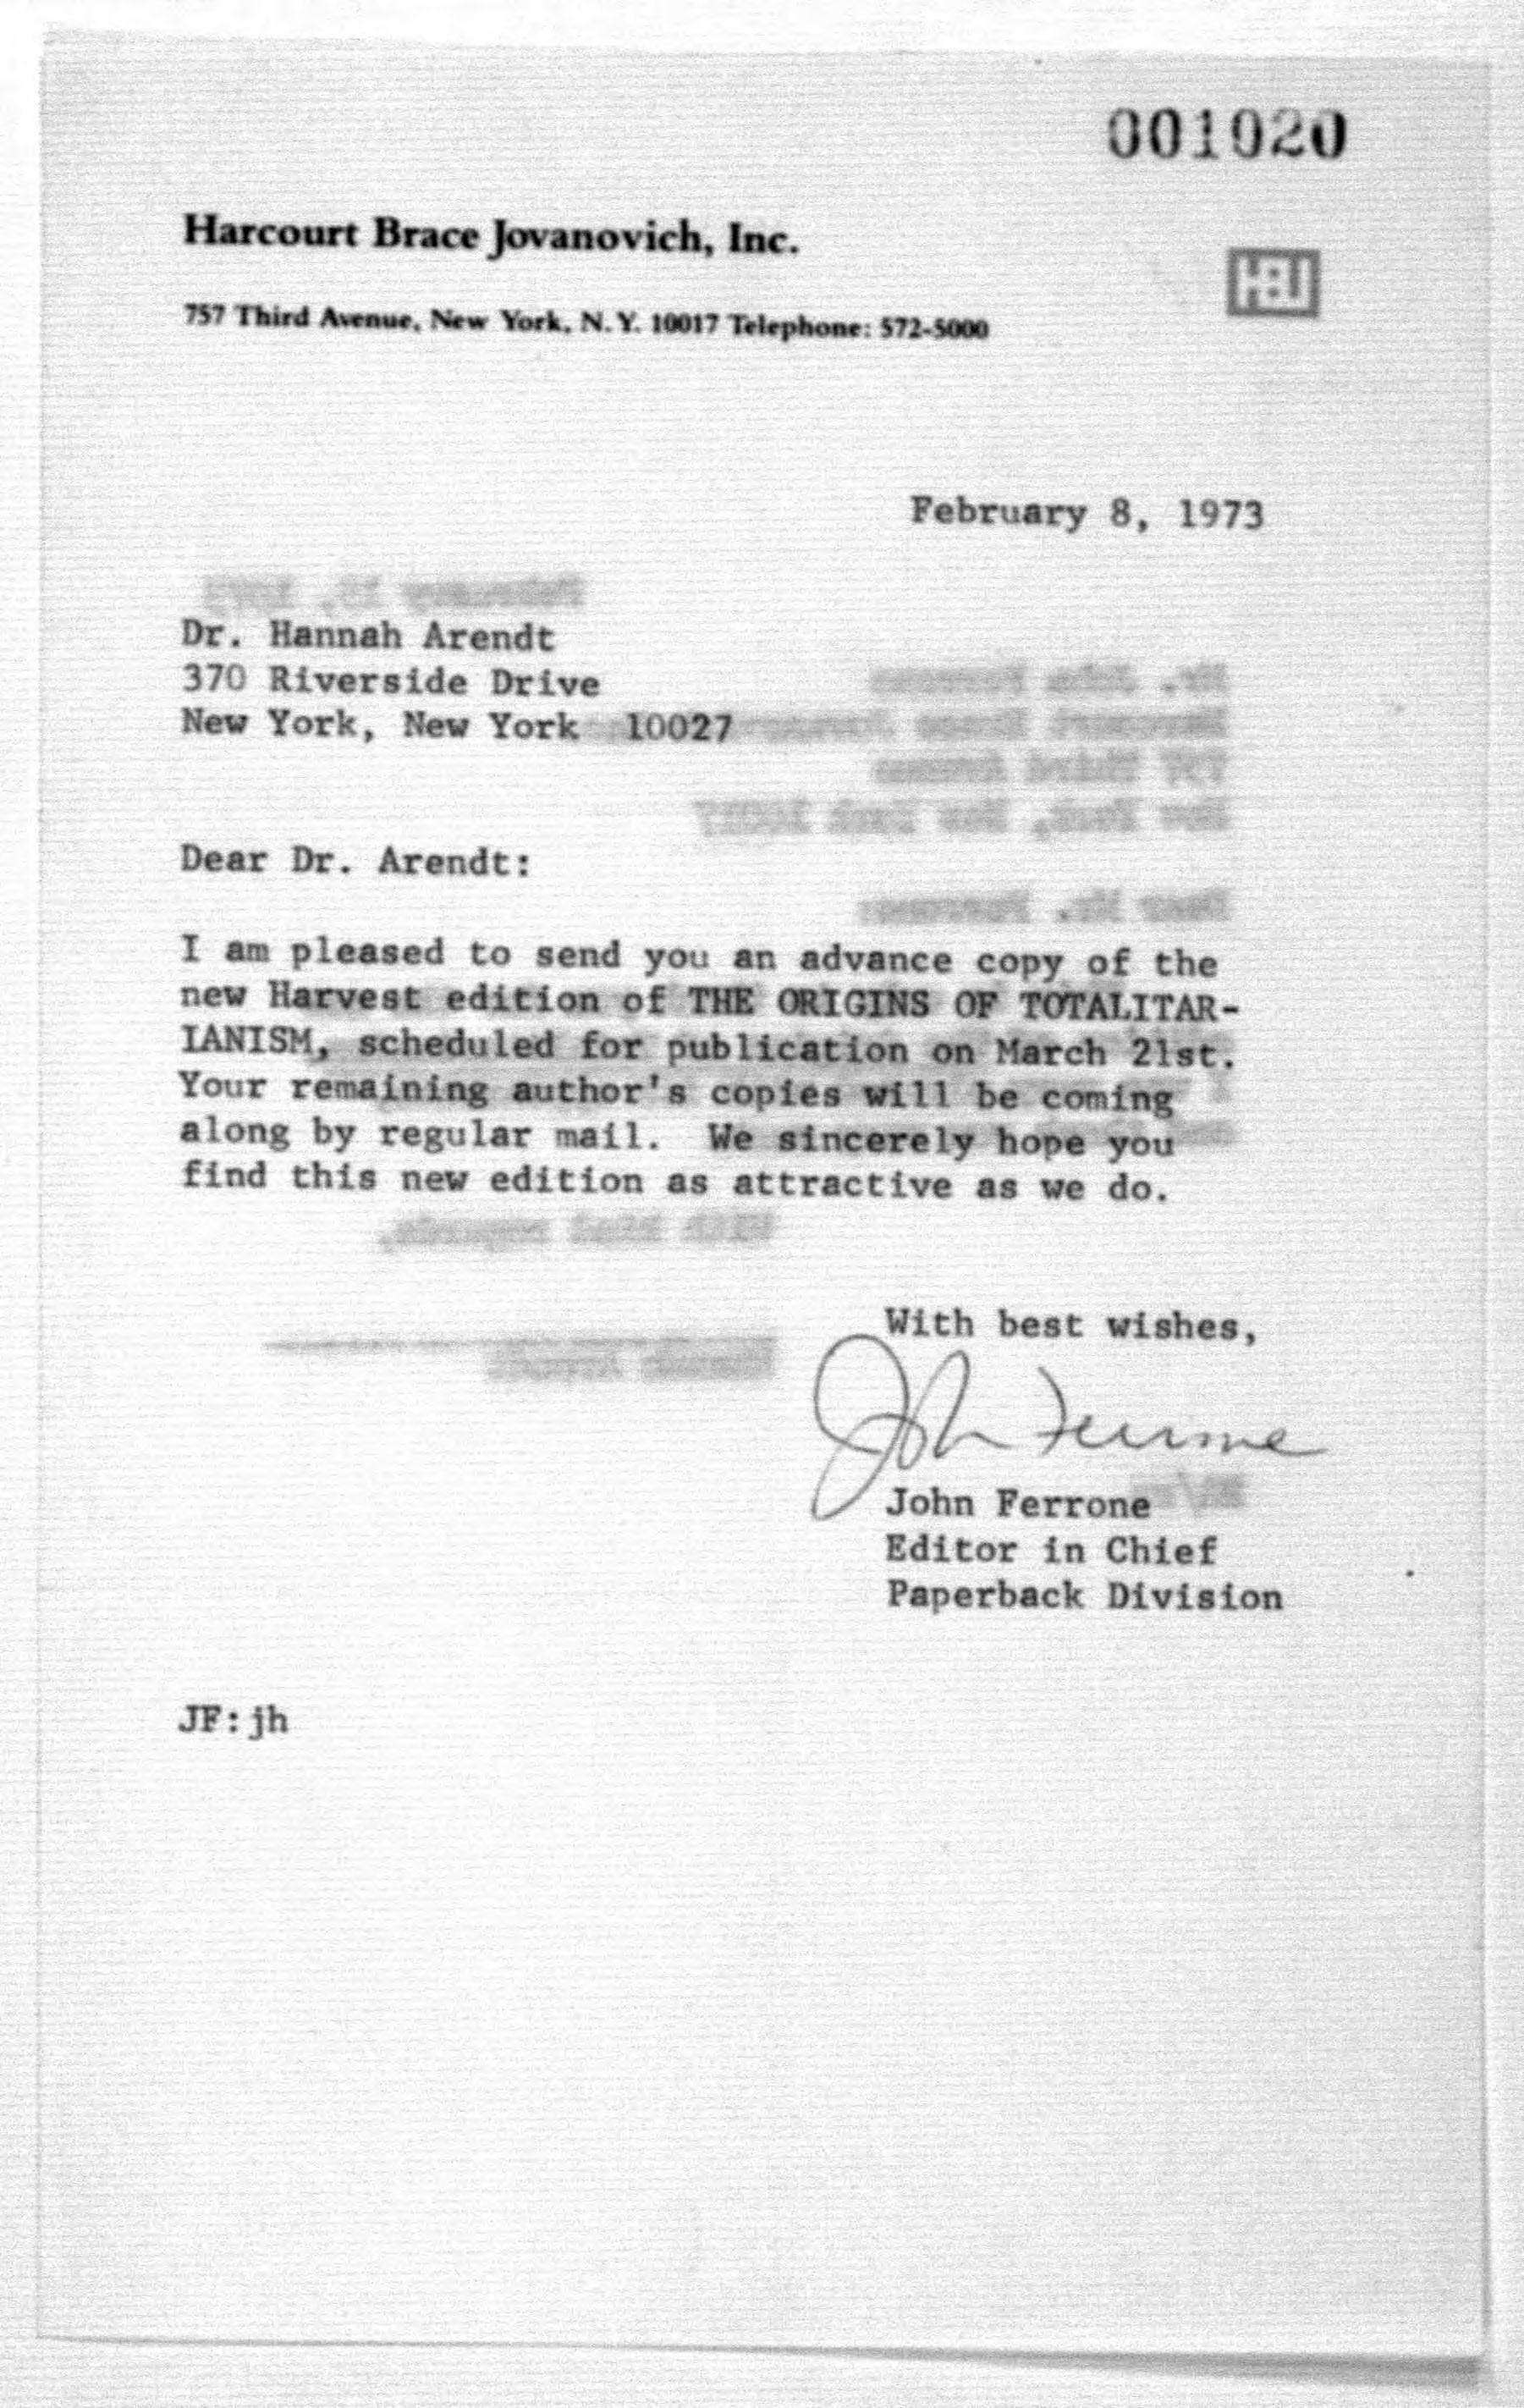 001020
Harcourt Brace Jovanovich, Inc.
HBJ
757 Third Avenue, New York, N.Y. 10017 Telephone: 572-5000
February 8, 1973
Dr. Hannah Arendt
370 Riverside Drive
New York, New York 10027
Dear Dr. Arendt:
I am pleased to send you an advance copy of the
new Harvest edition of THE ORIGINS OF TOTALITAR-
IANISM, scheduled for publication on March 21st.
Your remaining author's copies will be coming
along by regular mail. We sincerely hope you
find this new edition as attractive as we do.
With best wishes,
John Ferrone
John Ferrone
Editor in Chief
Paperback Division
JF:jh